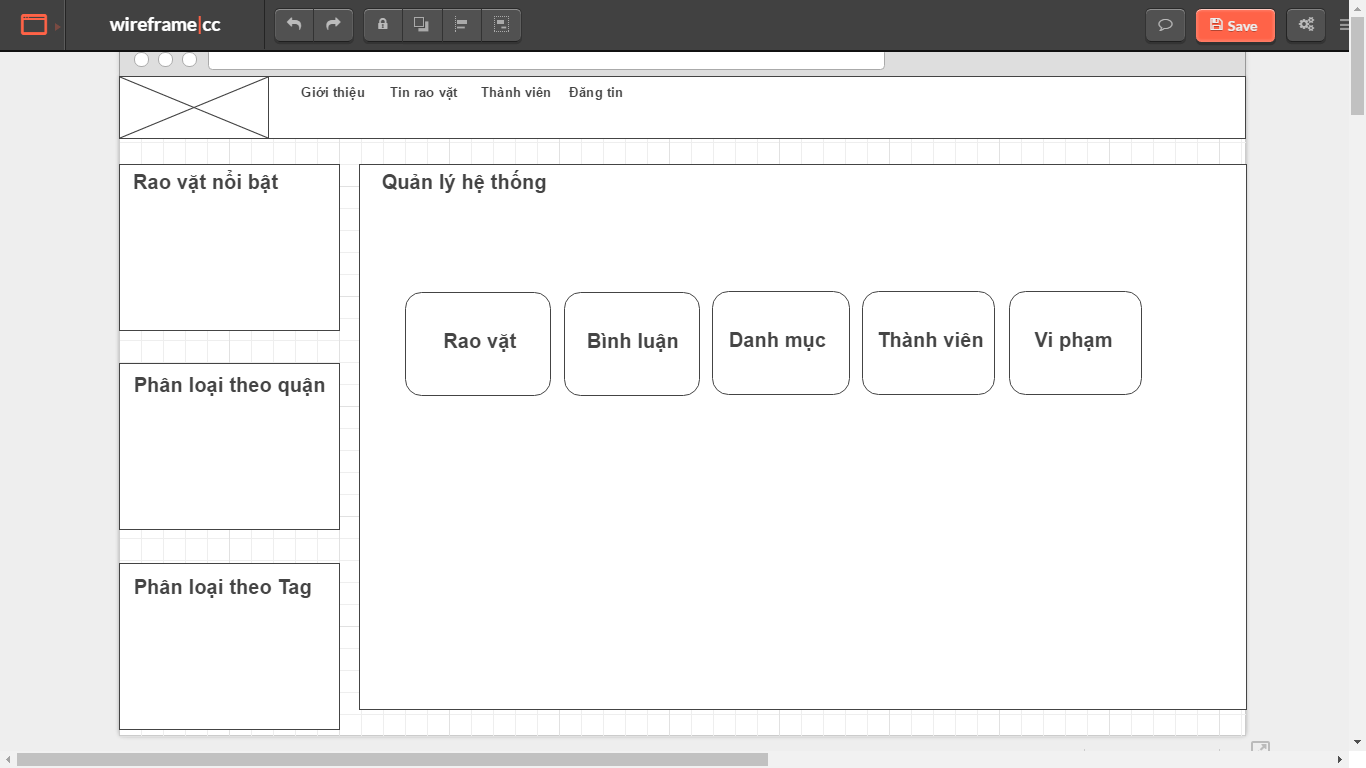 wireframe|cc
Save
Giới thiệu Tin rao vặt Thành viên Đăng tin
Rao vặt nổi bật
Quản lý hệ thống
Rao vặt Bình luận Danh mục Thành viên Vi phạm
Phân loại theo quận
Phân loại theo Tag